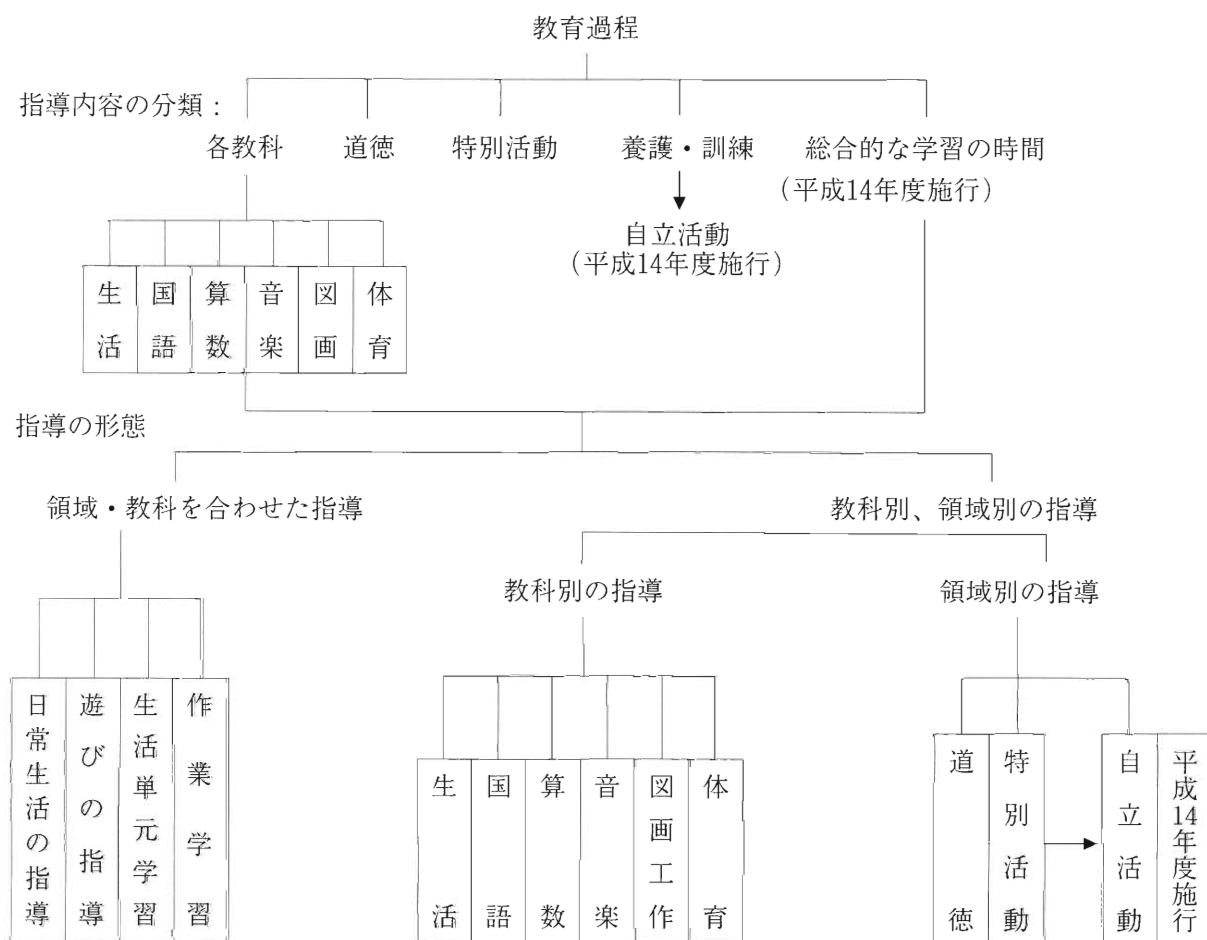 教育過程
指導内容の分類：
各教科
道徳
特別活動
養護・訓練
総合的な学習の時間
(平成14年度施行)
自立活動
(平成14年度施行)
生活
国語
算数
音楽
図画
体育
指導の形態
領域・教科を合わせた指導
教科別、領域別の指導
教科別の指導
領域別の指導
日常生活の指導
遊びの指導
生活単元学習
作業学習
生活
国語
算数
音楽
図画工作
体育
道徳
特別活動
自立活動
平成14年度施行